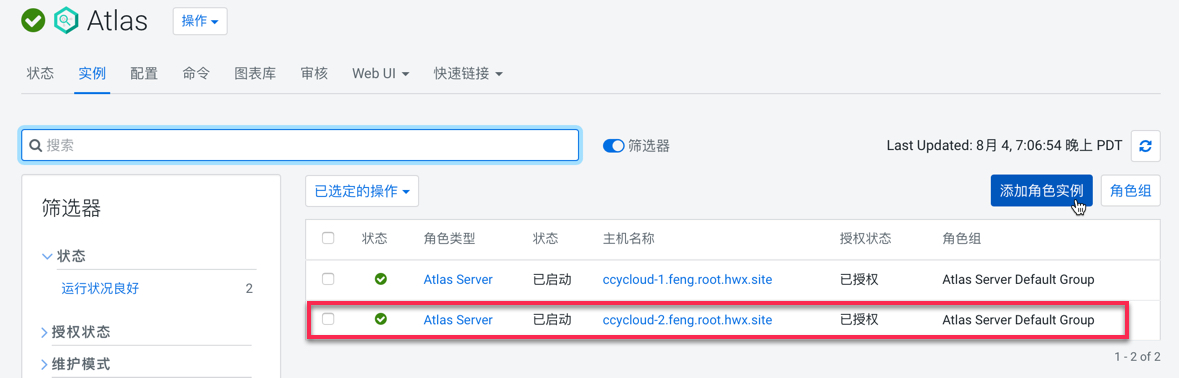 Atlas 操作
状态 实例 配置 命令 图表库 审核 Web UI 快速链接
搜索 筛选器 Last Updated: 8月 4, 7:06:54 晚上 PDT
筛选器 已选定的操作 添加角色实例 角色组
状态 角色类型 状态 主机名称 授权状态 角色组
状态
Atlas Server 已启动 ccycloud-1.feng.root.hwx.site 已授权 Atlas Server Default Group
运行状况良好 2
Atlas Server 已启动 ccycloud-2.feng.root.hwx.site 已授权 Atlas Server Default Group
授权状态
1 - 2 of 2
维护模式